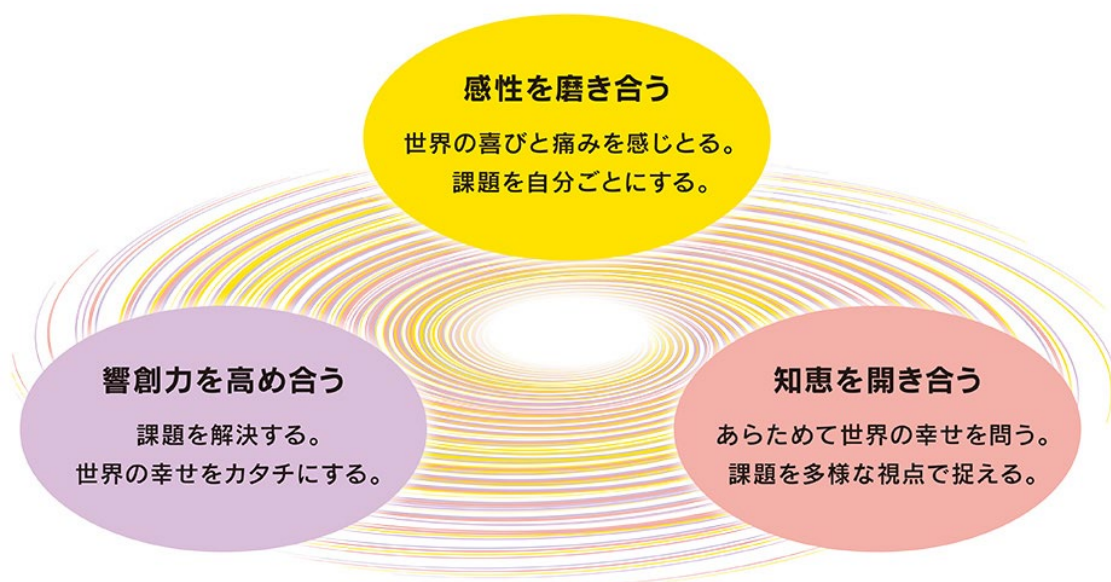 感性を磨き合う
世界の喜びと痛みを感じとる。
課題を自分ごとにする。
響創力を高め合う
課題を解決する。
世界の幸せをカタチにする。
知恵を開き合う
あらためて世界の幸せを問う。
課題を多様な視点で捉える。